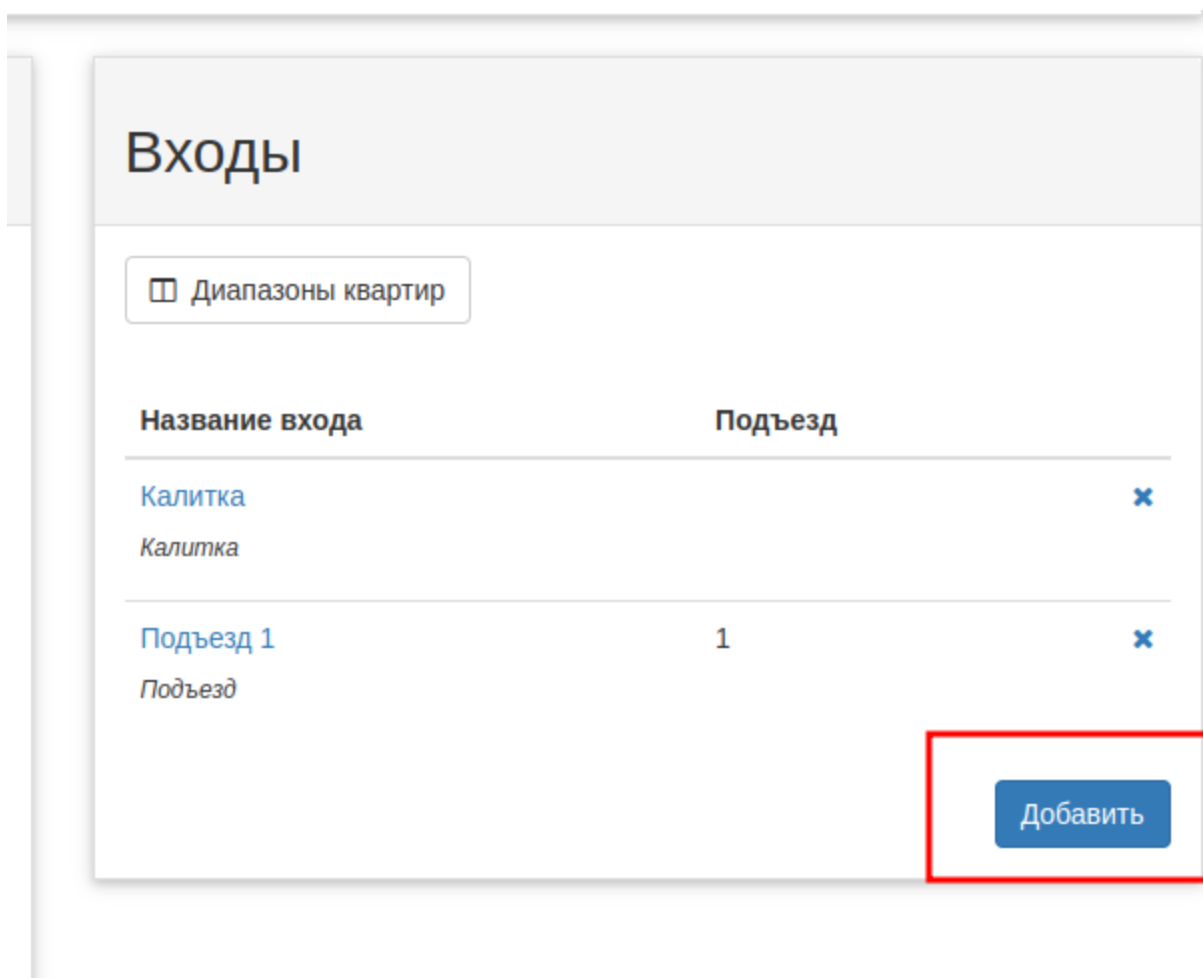 Входы
Диапазоны квартир
Название входа Подъезд
Калитка
Калитка
Подъезд 1 1
Подъезд
Добавить